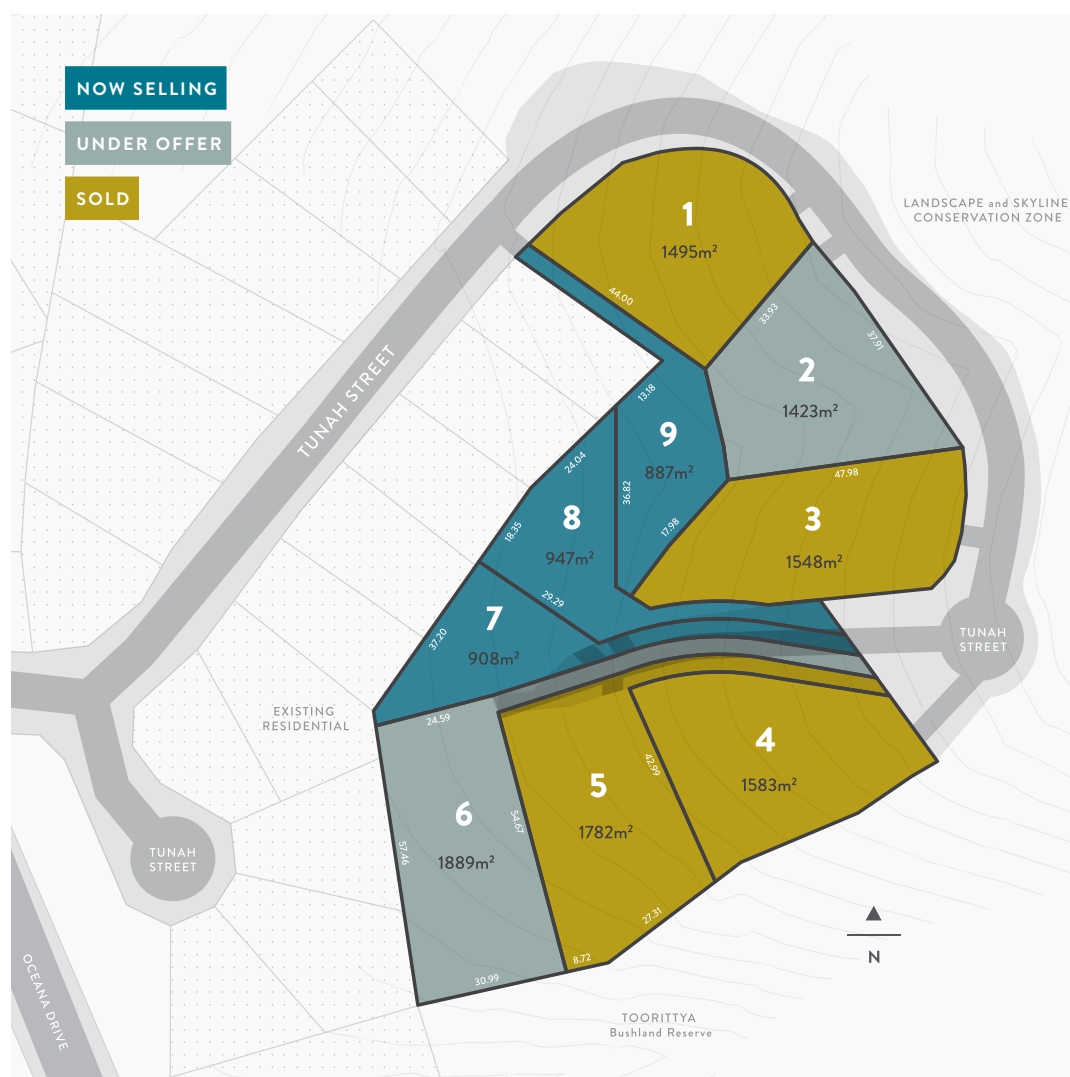 NOW SELLING
UNDER OFFER
SOLD
LANDSCAPE and SKYLINE
CONSERVATION ZONE
1
1495m²
44.00
33.93
37.91
2
1423m²
TUNAH STREET
13.18
9
887m²
24.04
36.82
47.98
8
947m²
18.35
17.98
3
1548m²
29.29
7
908m²
37.20
TUNAH
STREET
EXISTING
RESIDENTIAL
24.59
4
1583m²
42.99
5
1782m²
6
1889m²
54.67
57.46
TUNAH
STREET
27.31
8.72
30.99
N
OCEANA DRIVE
TOORITTYA
Bushland Reserve